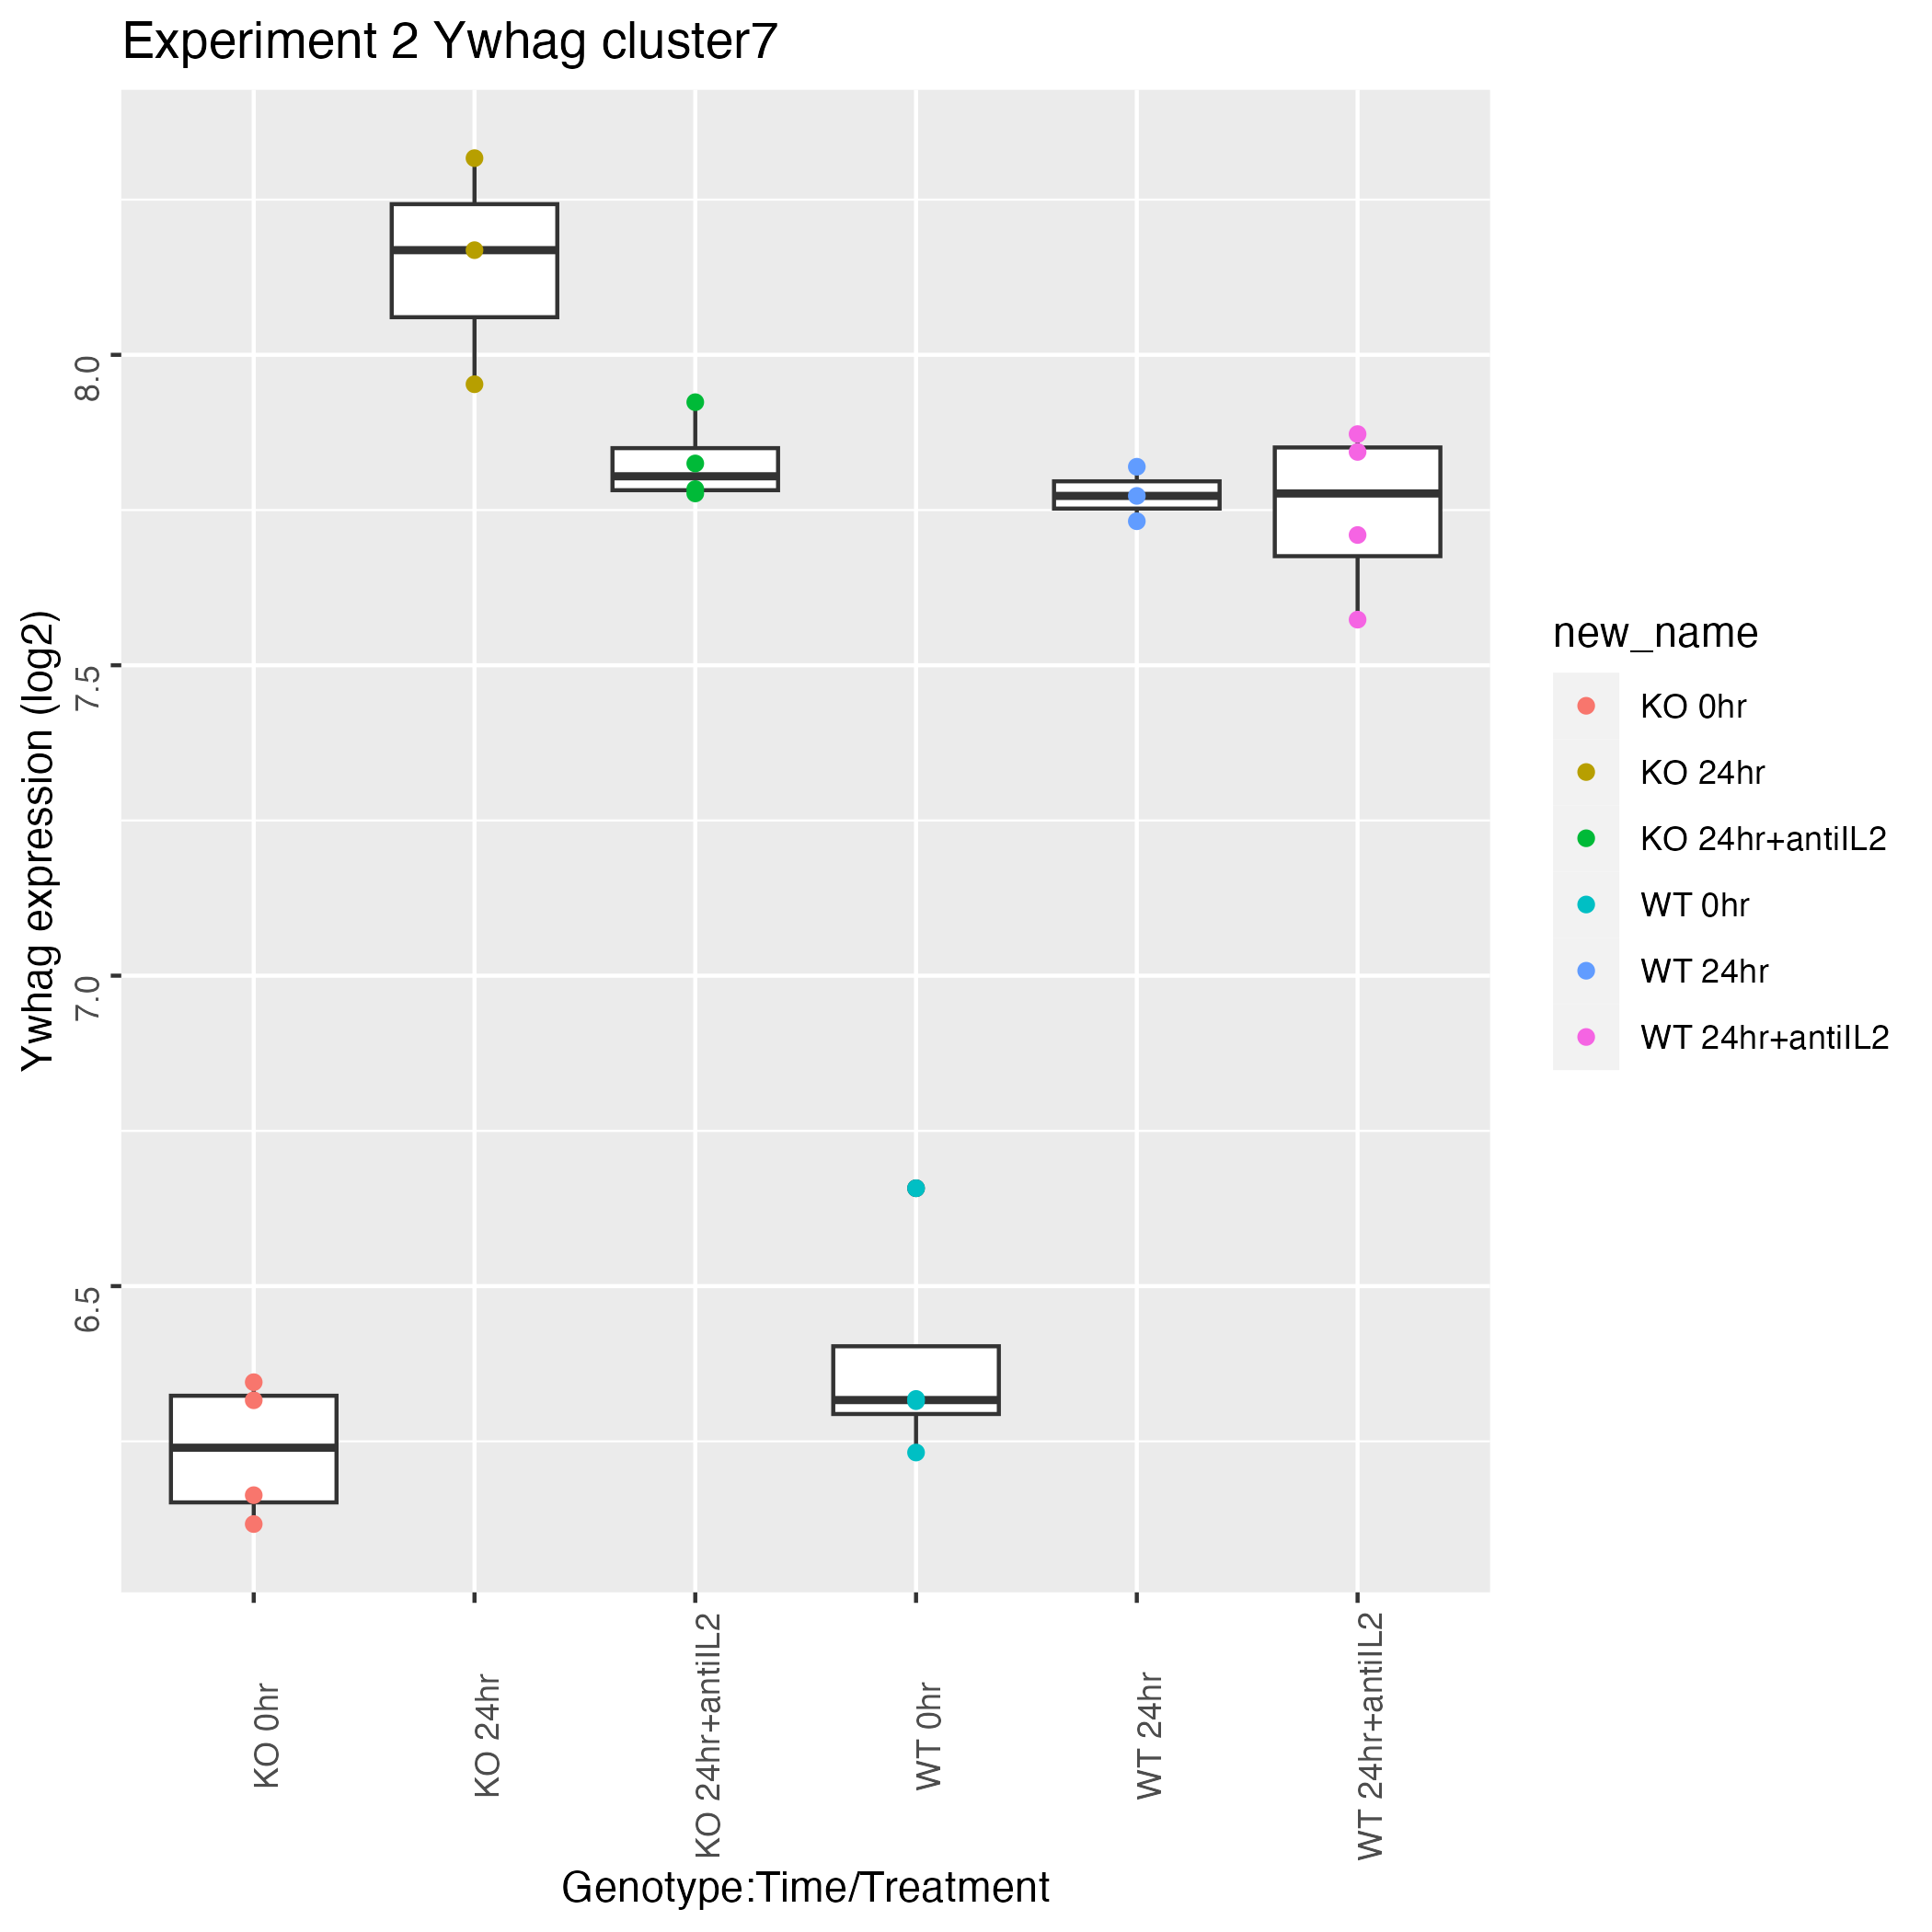 Experiment 2 Ywhag cluster7
Ywhag expression (log2)
8.0
7.5
7.0
6.5
KO 0hr
KO 24hr
KO 24hr+antiIL2
WT 0hr
WT 24hr
WT 24hr+antiIL2
Genotype:Time/Treatment
new_name
KO 0hr
KO 24hr
KO 24hr+antiIL2
WT 0hr
WT 24hr
WT 24hr+antiIL2